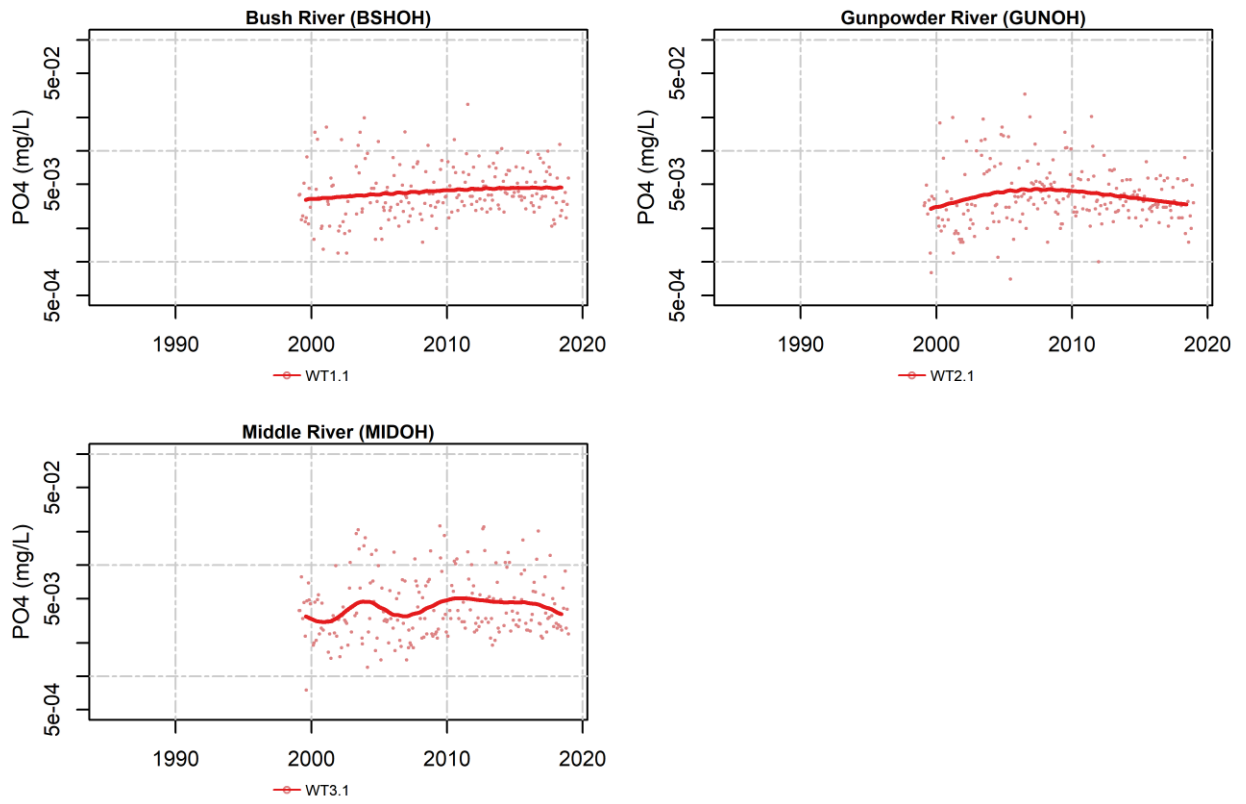 Bush River (BSHOH)
PO4 (mg/L)
5e-02
5e-03
5e-04
1990 2000 2010 2020
WT1.1
Gunpowder River (GUNOH)
PO4 (mg/L)
5e-02
5e-03
5e-04
1990 2000 2010 2020
WT2.1
Middle River (MIDOH)
PO4 (mg/L)
5e-02
5e-03
5e-04
1990 2000 2010 2020
WT3.1